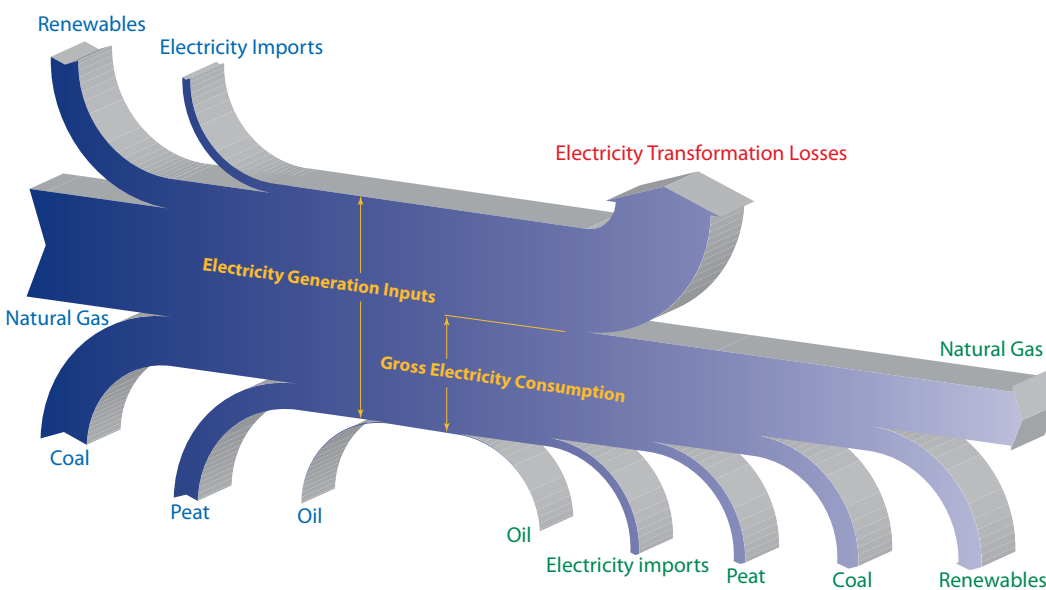 Renewables
Electricity Imports
Electricity Transformation Losses
Electricity Generation Inputs
Natural Gas
Natural Gas
Gross Electricity Consumption
Coal
Peat
Oil
Oil
Electricity imports
Peat
Coal
Renewables